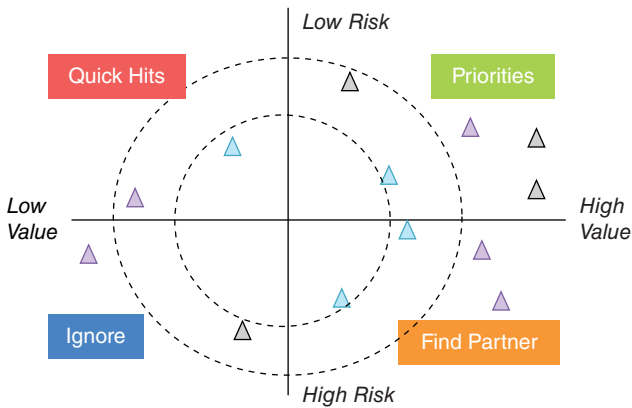 Low Risk
Quick Hits
Priorities
Low
Value
High
Value
Ignore
Find Partner
High Risk